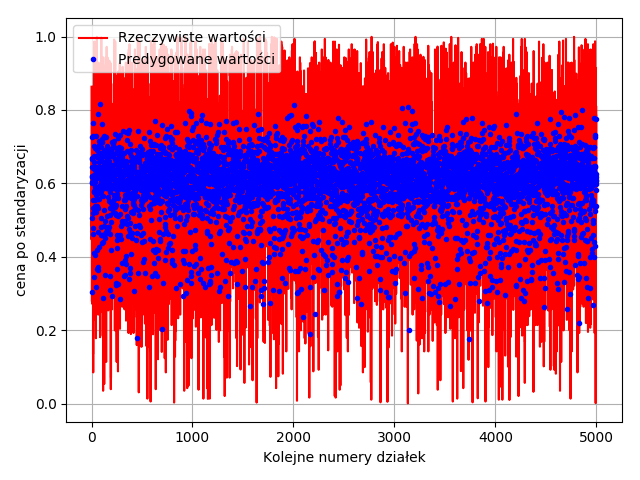 Rzeczywiste wartości
Predygowane wartości
cena po standaryzacji
1.0
0.8
0.6
0.4
0.2
0.0
0 1000 2000 3000 4000 5000
Kolejne numery działek